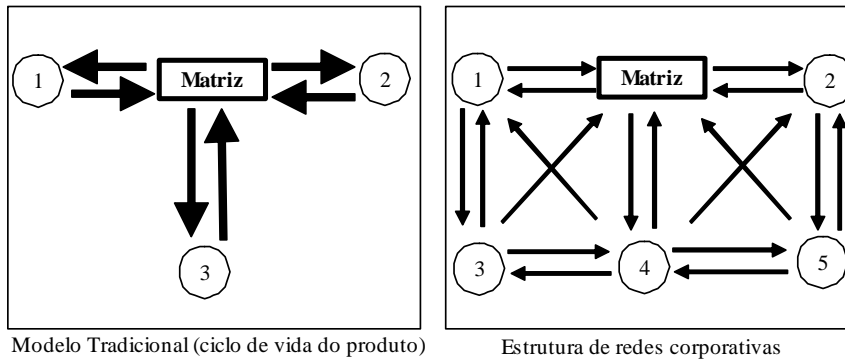 1
Matriz
2
3
Modelo Tradicional (ciclo de vida do produto)
1
Matriz
2
3
4
5
Estrutura de redes corporativas